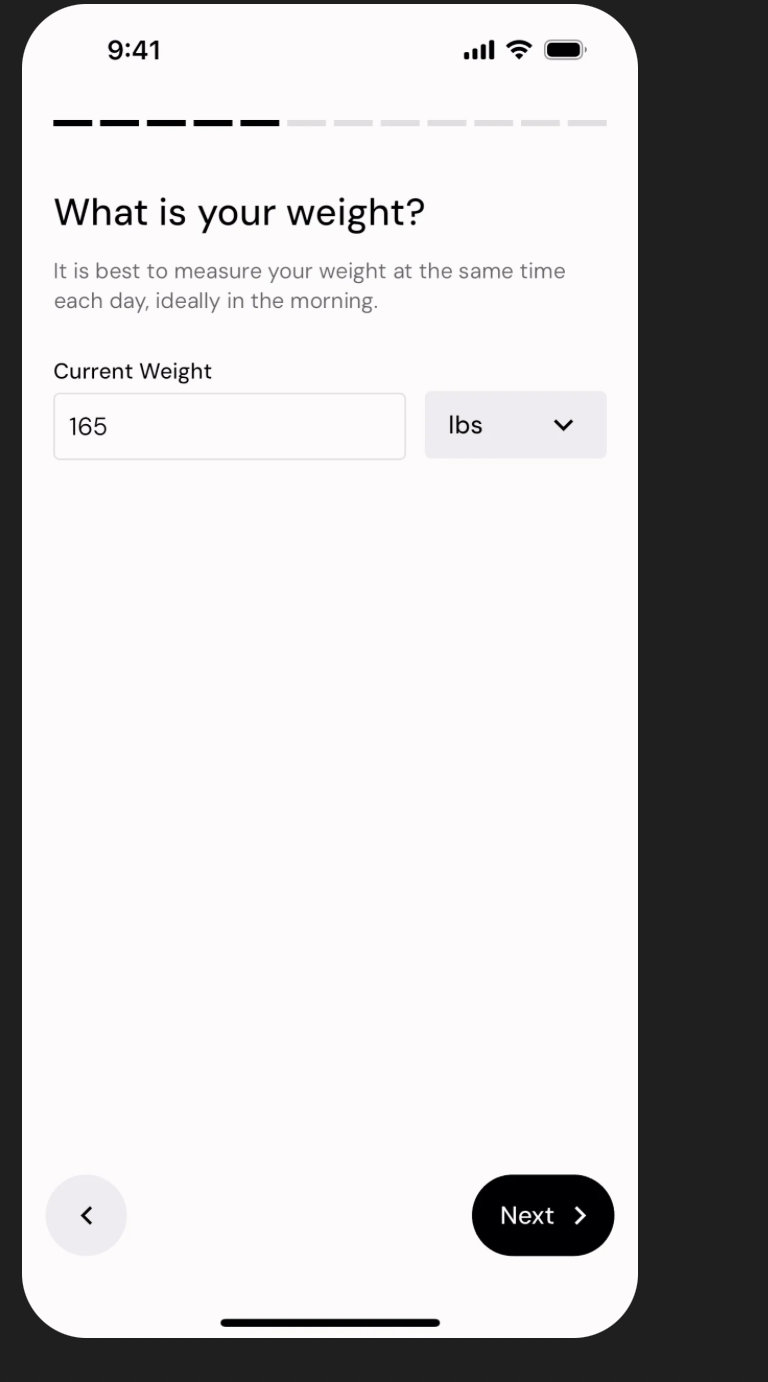 9:41
What is your weight?
It is best to measure your weight at the same time
each day, ideally in the morning.
Current Weight
165
lbs
Next